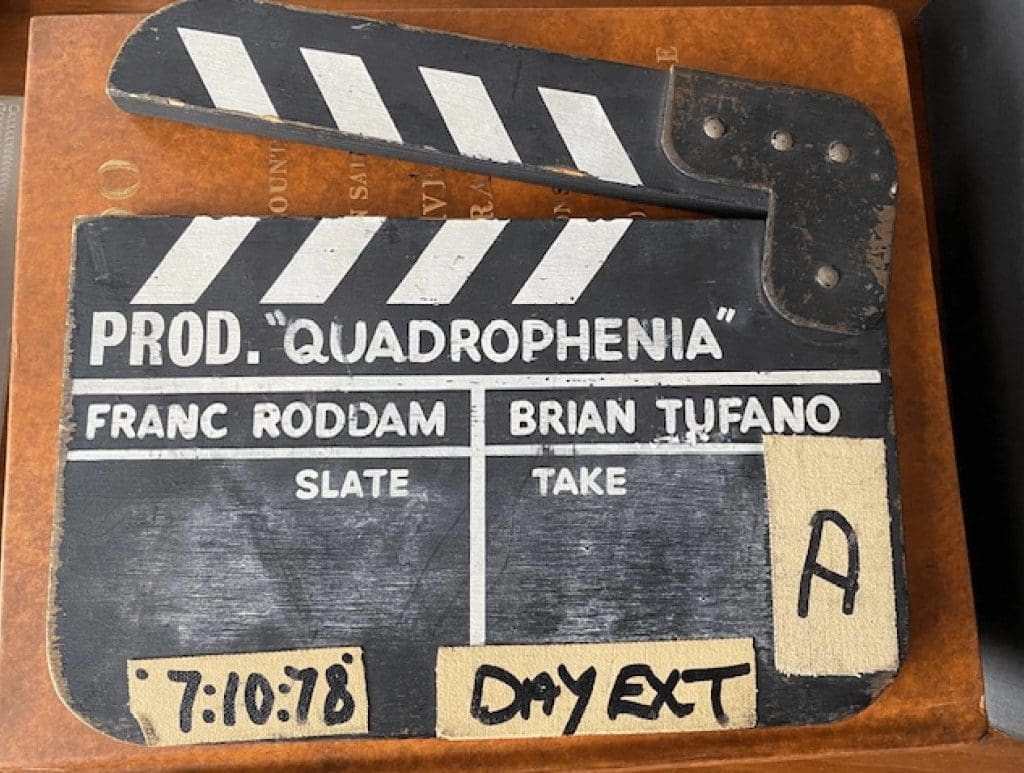 PROD. "QUADROPHENIA"
FRANC RODDAM BRIAN TUFANO
SLATE TAKE
A
7:10:78 DAY EXT